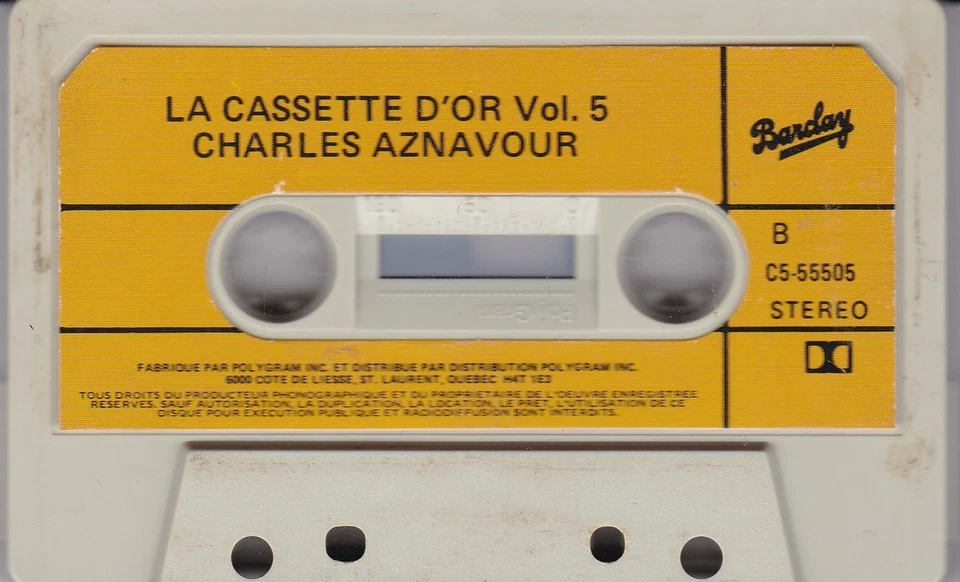 LA CASSETTE D'OR Vol. 5
CHARLES AZNAVOUR
Barclay
B
C5-55505
STEREO
FABRIQUE PAR POLYGRAM INC. ET DISTRIBUE PAR DISTRIBUTION POLYGRAM INC.
6000 COTE DE LIESSE, ST. LAURENT, QUEBEC H4T 1E3
TOUS DROITS DU PRODUCTEUR PHONOGRAPHIQUE ET DU PROPRIETAIRE DE L'OEUVRE ENREGISTREE
RESERVES. SAUF AUTORISATION, LA DUPLICATION, LA LOCATION, LE PRET, L'UTILISATION DE CE
DISQUE POUR EXECUTION PUBLIQUE ET RADIODIFFUSION SONT INTERDITS.